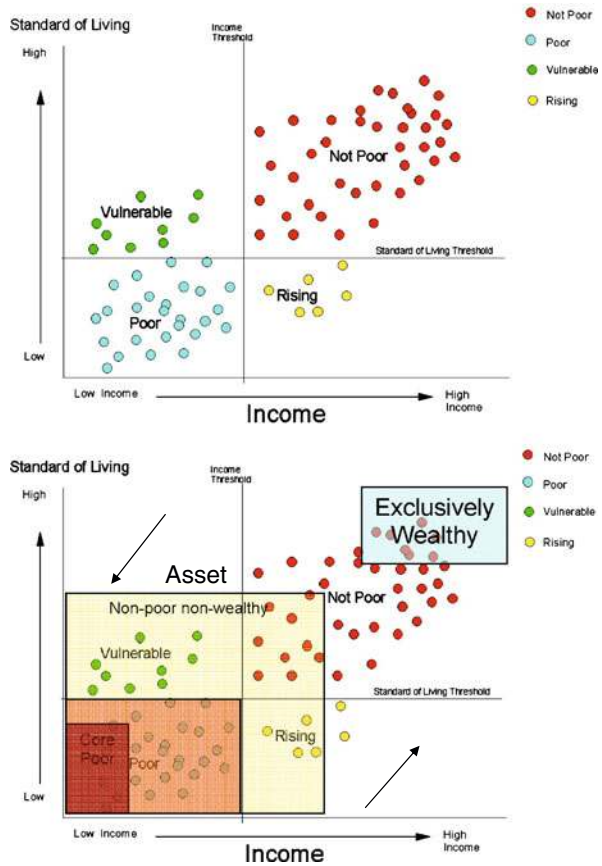 Standard of Living
Income
Threshold
Not Poor
Poor
Vulnerable
Rising
High
Not Poor
Vulnerable
Standard of Living Threshold
Rising
Poor
Low
Low Income
High
Income
Income
Standard of Living
Income
Threshold
Not Poor
Poor
Vulnerable
Rising
High
Exclusively
Wealthy
Asset
Non-poor non-wealthy
Not Poor
Vulnerable
Standard of Living Threshold
Core
Poor
Poor
Rising
Low
Low Income
High
Income
Income